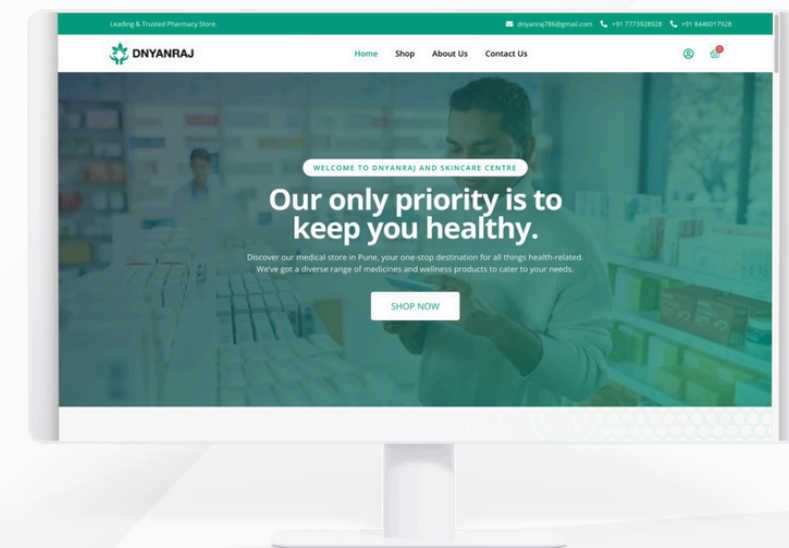 Leading & Trusted Pharmacy Store.
dnyanraj786@gmail.com +91 7773928928 +91 8446017928
DNYANRAJ
Home Shop About Us Contact Us
WELCOME TO DNYANRAJ AND SKINCARE CENTRE
Our only priority is to
keep you healthy.
Discover our medical store in Pune, your one-stop destination for all things health-related.
We've got a diverse range of medicines and wellness products to cater to your needs.
SHOP NOW